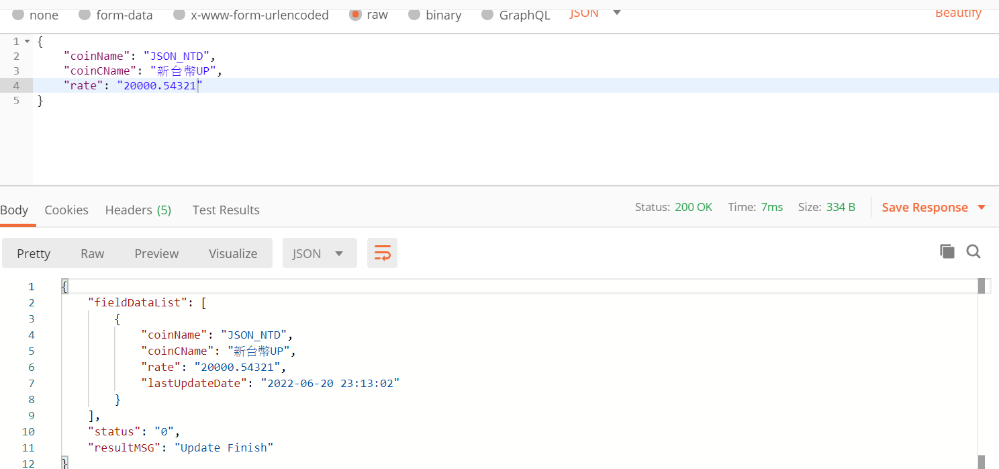 none form-data x-www-form-urlencoded raw binary GraphQL JSON Beautify
1 {
2 "coinName": "JSON_NTD",
3 "coinCName": "新台幣UP",
4 "rate": "20000.54321"
5 }
Body Cookies Headers (5) Test Results Status: 200 OK Time: 7ms Size: 334 B Save Response
Pretty Raw Preview Visualize JSON
1 {
2 "fieldDataList": [
3 {
4 "coinName": "JSON_NTD",
5 "coinCName": "新台幣UP",
6 "rate": "20000.54321",
7 "lastUpdateDate": "2022-06-20 23:13:02"
8 }
9 ],
10 "status": "0",
11 "resultMSG": "Update Finish"
12 }